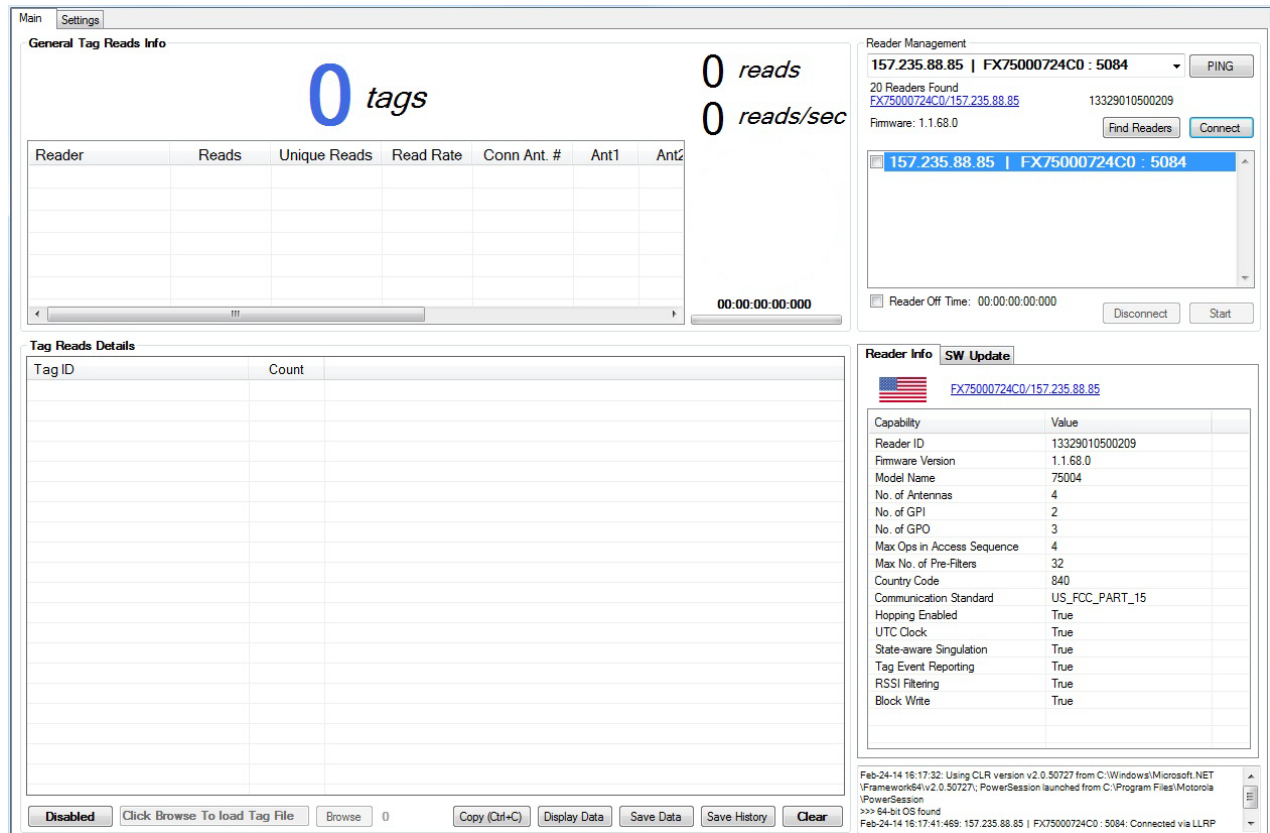 Main Settings
General Tag Reads Info
0 tags
0 reads
0 reads/sec
Reader Reads Unique Reads Read Rate Conn Ant. # Ant1 Ant2
00:00:00:00:000
Reader Management
157.235.88.85 | FX75000724C0 : 5084 PING
20 Readers Found
FX75000724C0/157.235.88.85 13329010500209
Firmware: 1.1.68.0 Find Readers Connect
157.235.88.85 | FX75000724C0 : 5084
Reader Off Time: 00:00:00:00:000
Disconnect Start
Tag Reads Details
Tag ID Count
Disabled Click Browse To load Tag File Browse 0 Copy (Ctrl+C) Display Data Save Data Save History Clear
Reader Info SW Update
FX75000724C0/157.235.88.85
Capability Value
Reader ID 13329010500209
Firmware Version 1.1.68.0
Model Name 75004
No. of Antennas 4
No. of GPI 2
No. of GPO 3
Max Ops in Access Sequence 4
Max No. of Pre-Filters 32
Country Code 840
Communication Standard US_FCC_PART_15
Hopping Enabled True
UTC Clock True
State-aware Singulation True
Tag Event Reporting True
RSSI Filtering True
Block Write True
Feb-24-14 16:17:32: Using CLR version v2.0.50727 from C:\Windows\Microsoft.NET
\Framework64\v2.0.50727\; PowerSession launched from C:\Program Files\Motorola
\PowerSession
>>> 64-bit OS found
Feb-24-14 16:17:41:469: 157.235.88.85 | FX75000724C0 : 5084: Connected via LLRP